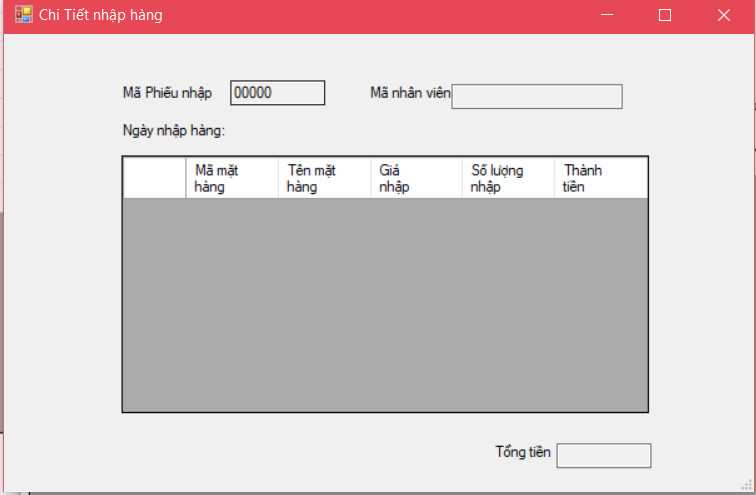 Chi Tiết nhập hàng
Mã Phiếu nhập 00000 Mã nhân viên
Ngày nhập hàng:
Mã mặt hàng Tên mặt hàng Giá nhập Số lượng nhập Thành tiền
Tổng tiền